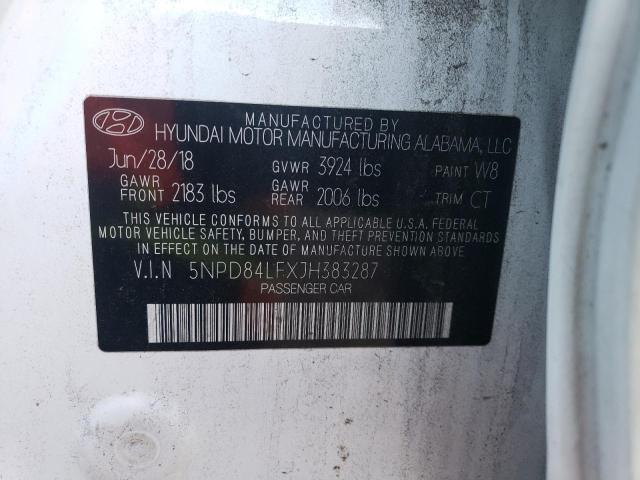 MANUFACTURED BY
HYUNDAI MOTOR MANUFACTURING ALABAMA, LLC
Jun/28/18 GVWR 3924 lbs PAINT W8
GAWR FRONT 2183 lbs GAWR REAR 2006 lbs TRIM CT
THIS VEHICLE CONFORMS TO ALL APPLICABLE U.S.A. FEDERAL
MOTOR VEHICLE SAFETY, BUMPER, AND THEFT PREVENTION STANDARDS
IN EFFECT ON THE DATE OF MANUFACTURE SHOWN ABOVE.
V.I.N 5NPD84LFXJH383287
PASSENGER CAR